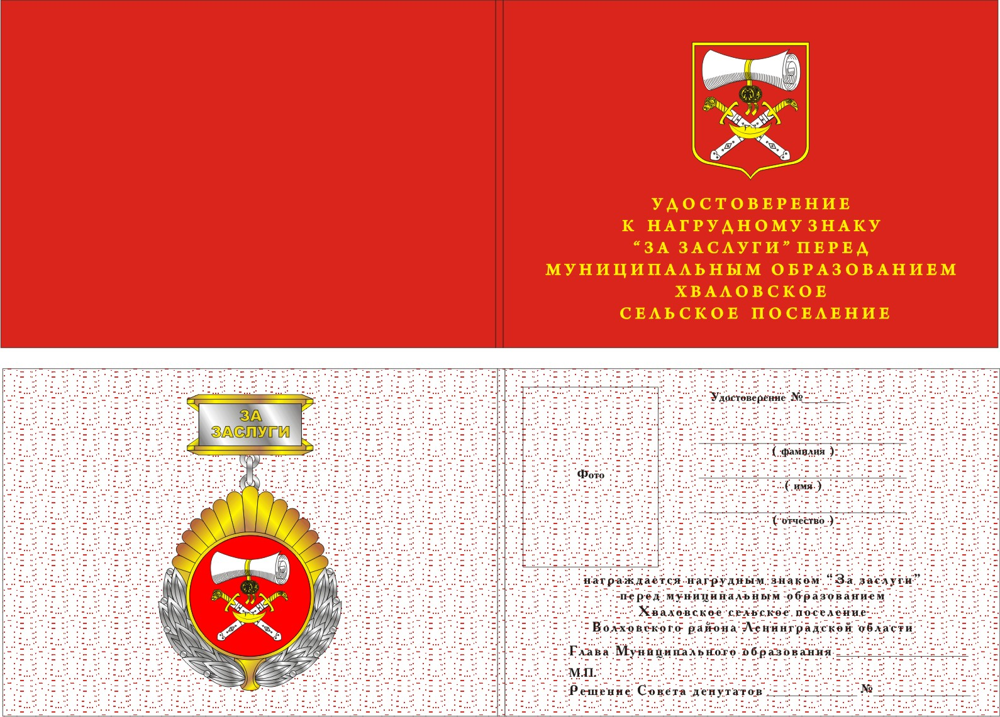 УДОСТОВЕРЕНИЕ
К НАГРУДНОМУ ЗНАКУ
“ЗА ЗАСЛУГИ” ПЕРЕД
МУНИЦИПАЛЬНЫМ ОБРАЗОВАНИЕМ
ХВАЛОВСКОЕ
СЕЛЬСКОЕ ПОСЕЛЕНИЕ
ЗА
ЗАСЛУГИ
Удостоверение №
( фамилия )
Фото
( имя )
( отчество )
награждается нагрудным знаком “За заслуги”
перед муниципальным образованием
Хваловское сельское поселение
Волховского района Ленинградской области
Глава Муниципального образования
М.П.
Решение Совета депутатов №